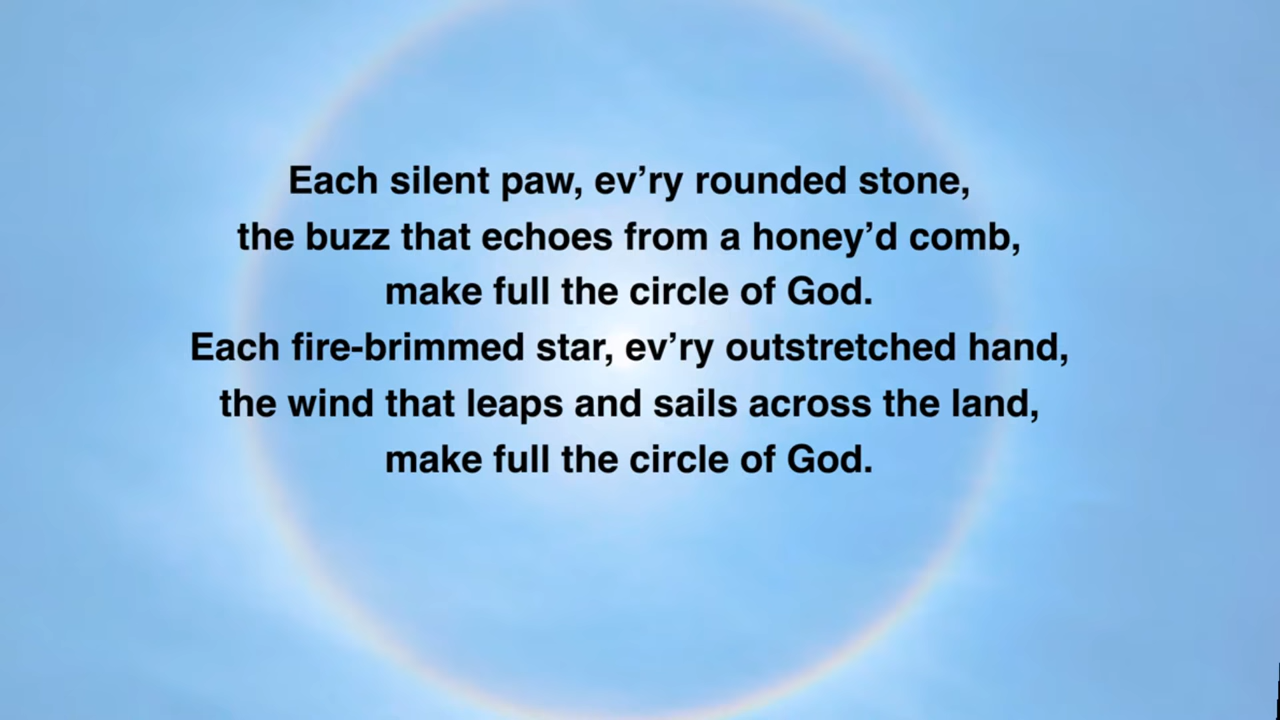 Each silent paw, ev’ry rounded stone,
the buzz that echoes from a honey’d comb,
make full the circle of God.
Each fire-brimmed star, ev’ry outstretched hand,
the wind that leaps and sails across the land,
make full the circle of God.